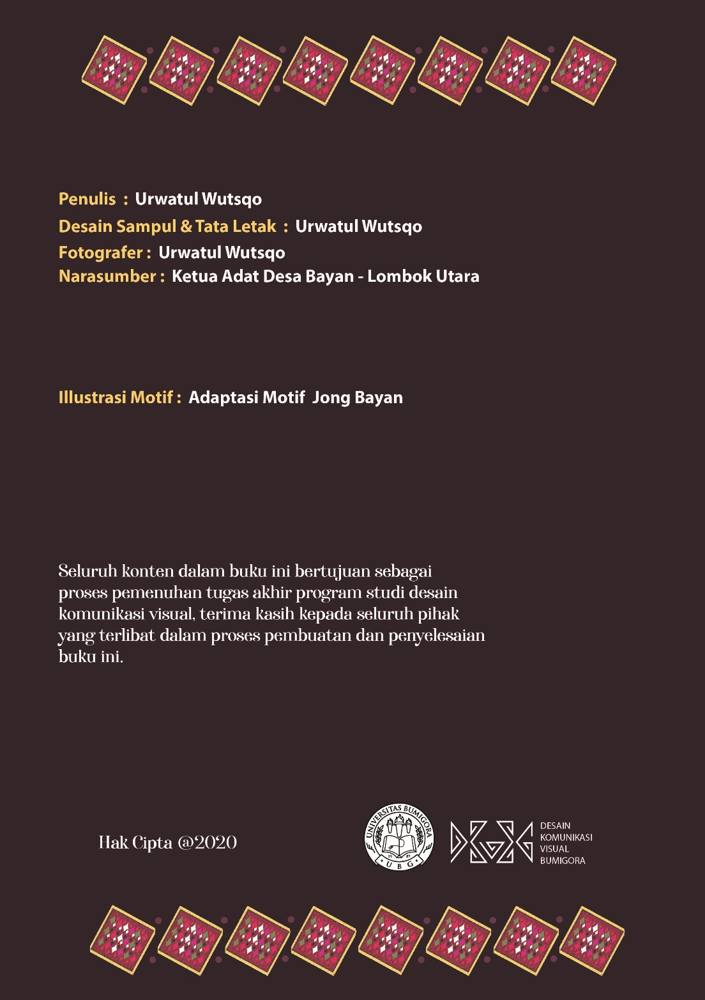 Penulis : Urwatul Wutsqo
Desain Sampul & Tata Letak : Urwatul Wutsqo
Fotografer : Urwatul Wutsqo
Narasumber : Ketua Adat Desa Bayan - Lombok Utara
Illustrasi Motif : Adaptasi Motif Jong Bayan
Seluruh konten dalam buku ini bertujuan sebagai
proses pemenuhan tugas akhir program studi desain
komunikasi visual, terima kasih kepada seluruh pihak
yang terlibat dalam proses pembuatan dan penyelesaian
buku ini.
Hak Cipta @2020
UNIVERSITAS BUMIGORA
19 87
U B G
DESAIN
KOMUNIKASI
VISUAL
BUMIGORA